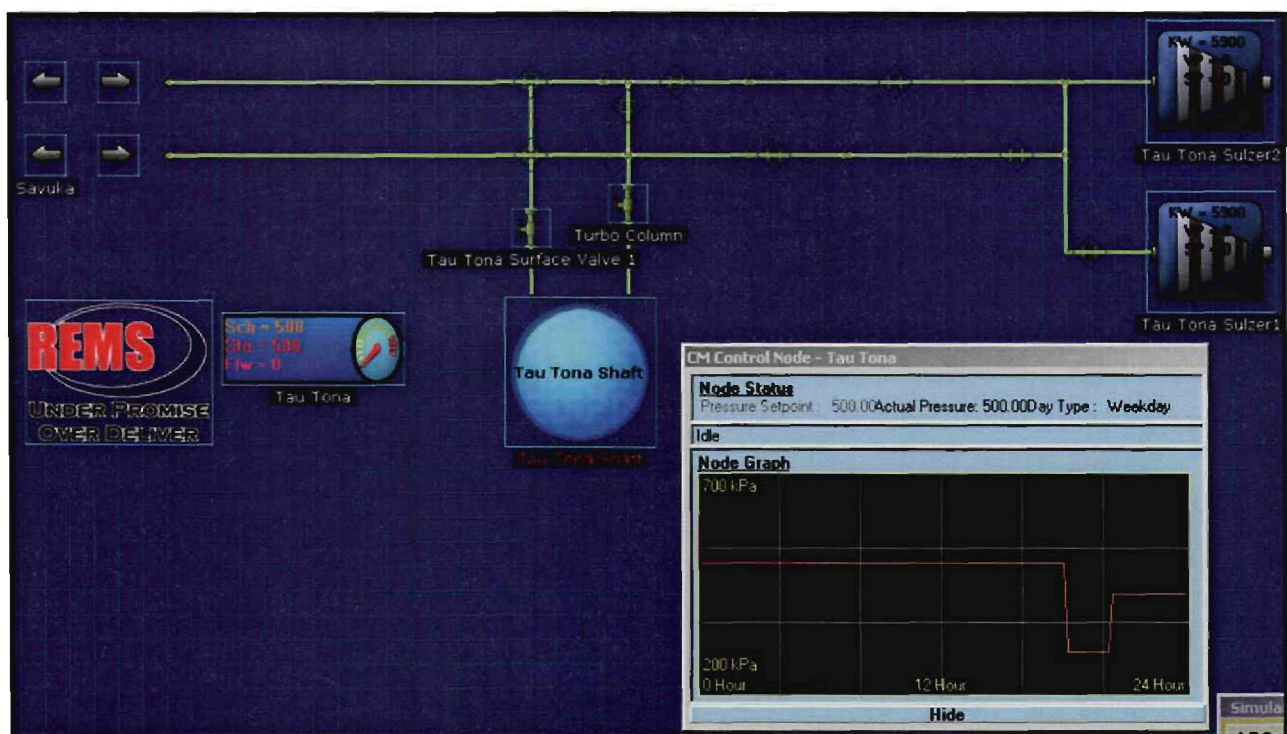 KW = 5900
Tau Tona Sulzer2
Savuka
KW = 5900
Turbo Column
Tau Tona Surface Valve 1
Tau Tona Sulzer1
REMS
UNDER PROMISE
OVER DELIVER
Sch = 500
Flw = 0
Tau Tona
Tau Tona Shaft
Tau Tona Shaft
CM Control Node - Tau Tona
Node Status
Pressure Setpoint : 500.00Actual Pressure: 500.00Day Type : Weekday
Idle
Node Graph
700 kPa
200 kPa
0 Hour 12 Hour 24 Hour
Hide
Simula